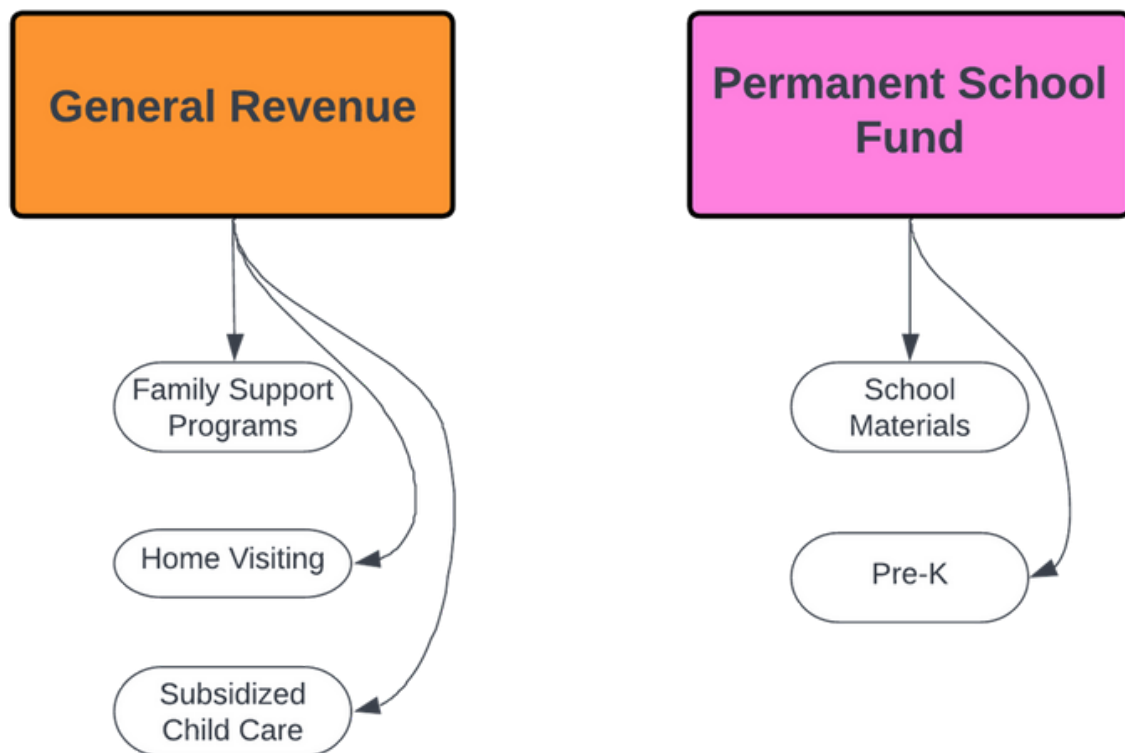 General Revenue
Permanent School
Fund
Family Support
Programs
Home Visiting
Subsidized
Child Care
School
Materials
Pre-K